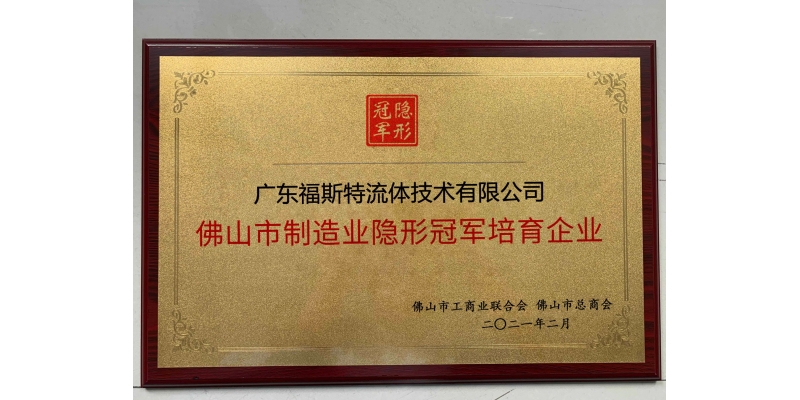 隐形
冠军
广东福斯特流体技术有限公司
佛山市制造业隐形冠军培育企业
佛山市工商业联合会 佛山市总商会
二〇二一年二月